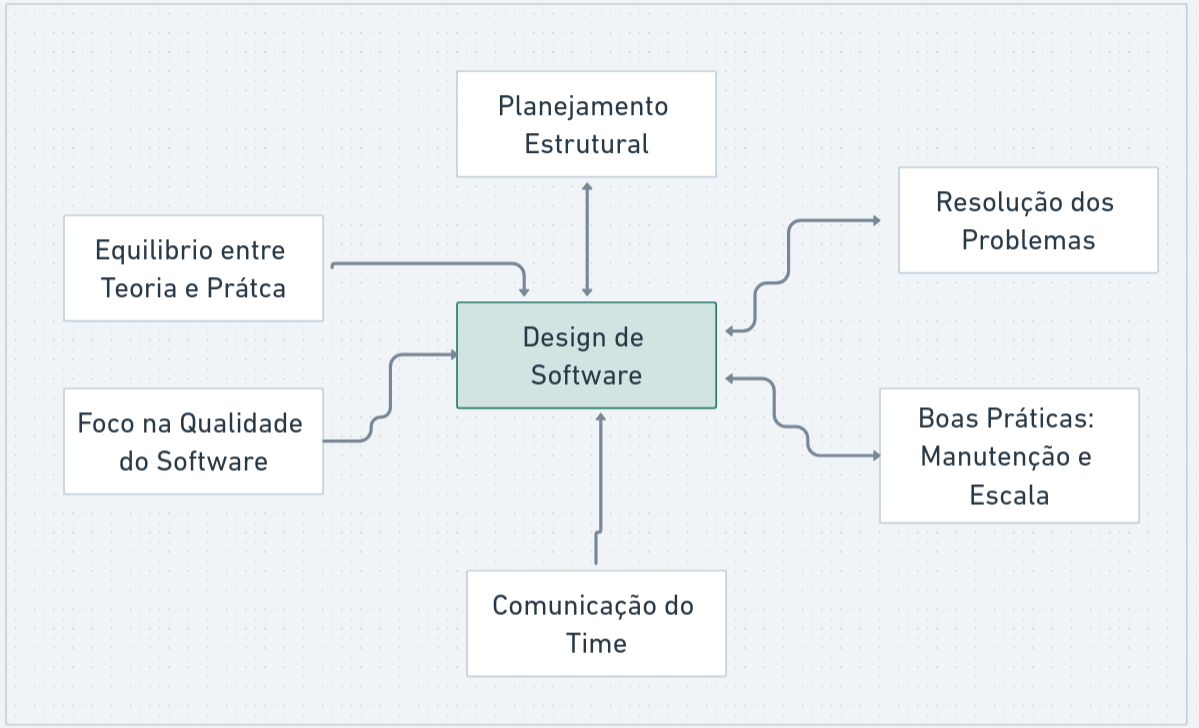 Planejamento
Estrutural
Resolução dos
Problemas
Equilibrio entre
Teoria e Prátca
Design de
Software
Foco na Qualidade
do Software
Boas Práticas:
Manutenção e
Escala
Comunicação do
Time